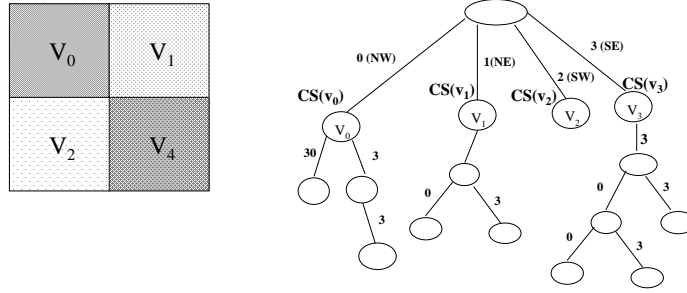 V0
V1
V2
V4
0 (NW)
1(NE)
2 (SW)
3 (SE)
CS(v0)
CS(v1)
CS(v2)
CS(v3)
V0
V1
V2
V3
30
3
3
0
3
3
0
3
0
3